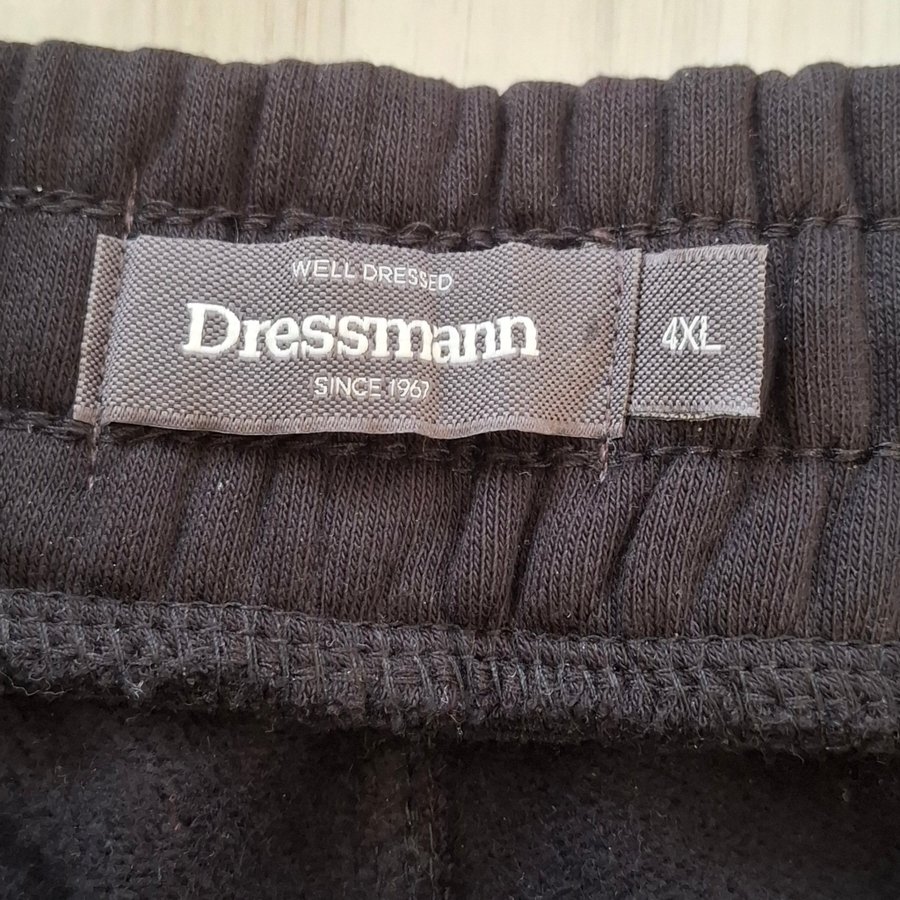 WELL DRESSED
Dressmann
SINCE 1967
4XL